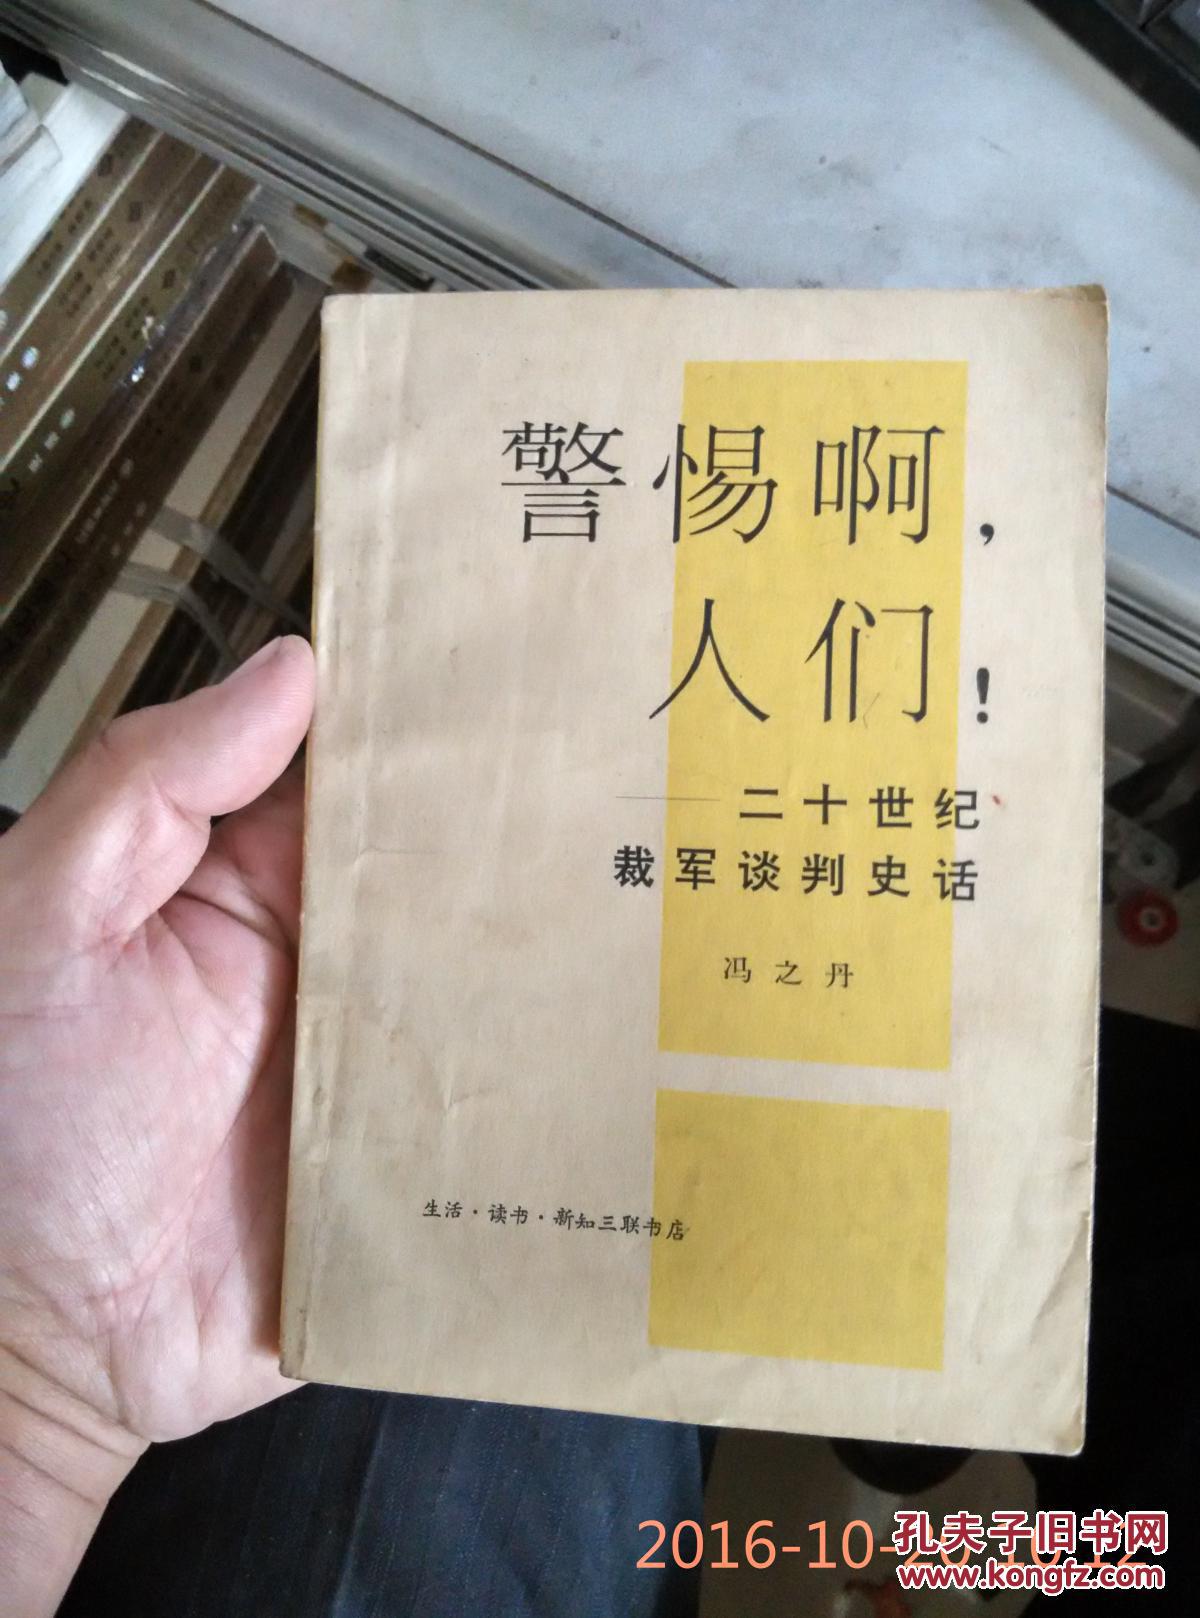 警惕啊，
人们！
——二十世纪
裁军谈判史话
冯之丹
生活·读书·新知三联书店
孔夫子旧书网
www.kongfz.com